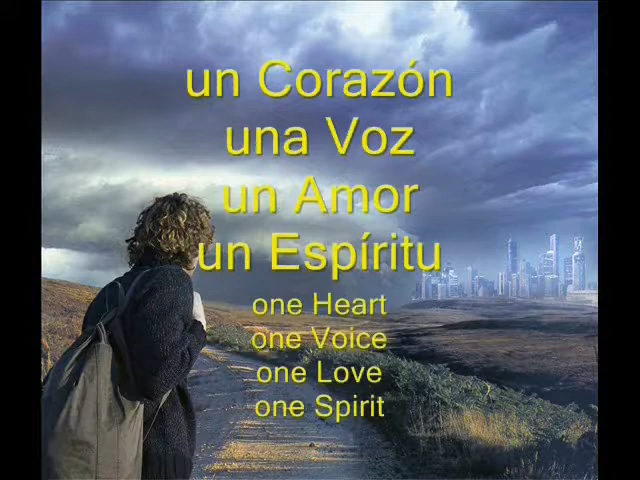 un Corazón
una Voz
un Amor
un Espíritu
one Heart
one Voice
one Love
one Spirit